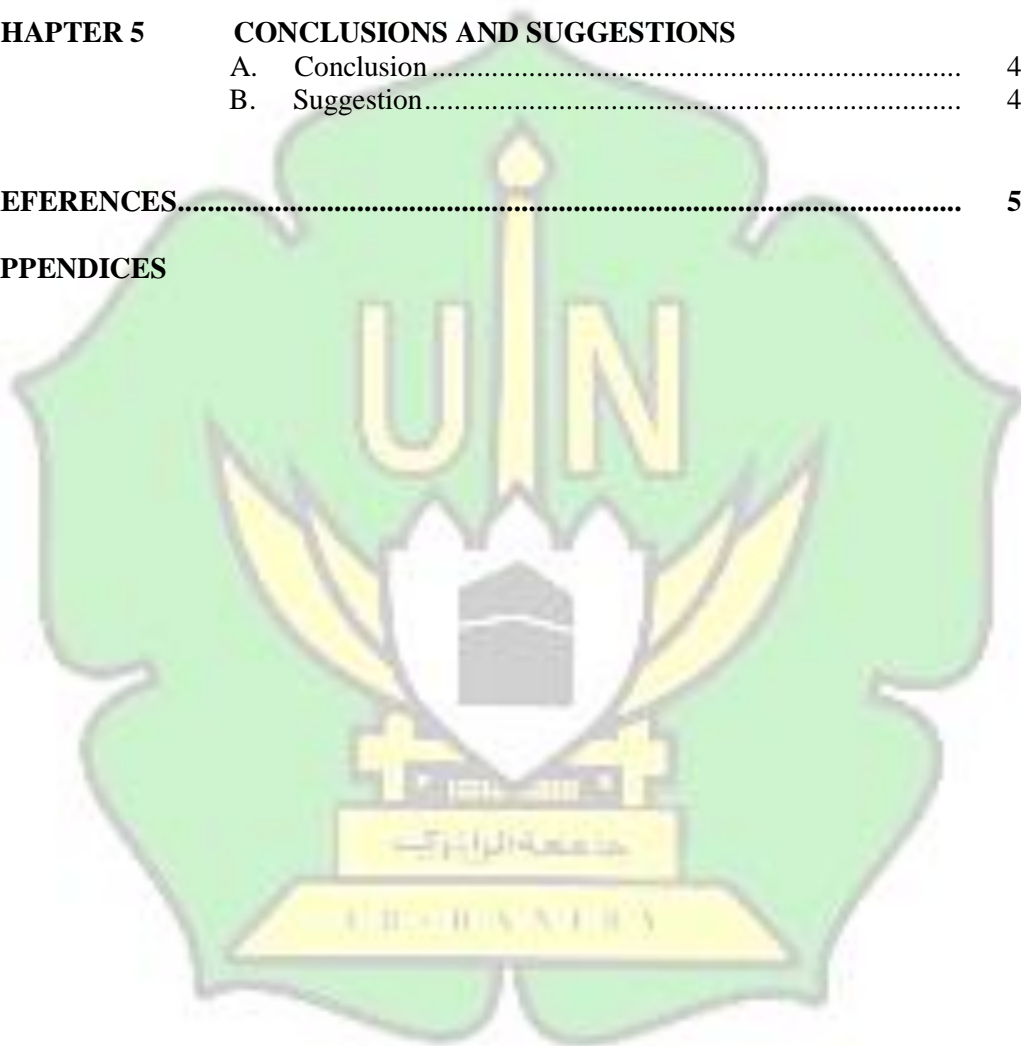 HAPTER 5 CONCLUSIONS AND SUGGESTIONS
A. Conclusion....................................................................... 4
B. Suggestion........................................................................ 4
EFERENCES......................................................................................................... 5
PPENDICES
U N